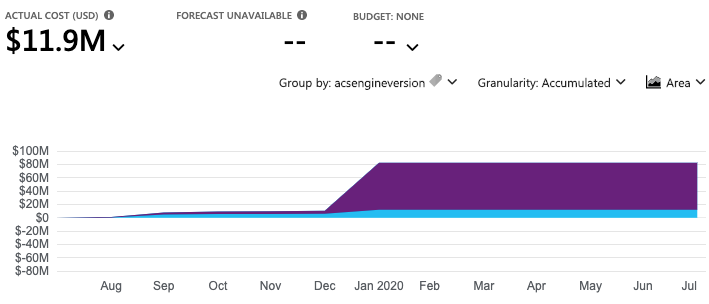 ACTUAL COST (USD) FORECAST UNAVAILABLE BUDGET: NONE
$11.9M -- --
Group by: acsengineversion Granularity: Accumulated Area
$100M
$80M
$60M
$40M
$20M
$0
$-20M
$-40M
$-60M
$-80M
Aug Sep Oct Nov Dec Jan 2020 Feb Mar Apr May Jun Jul